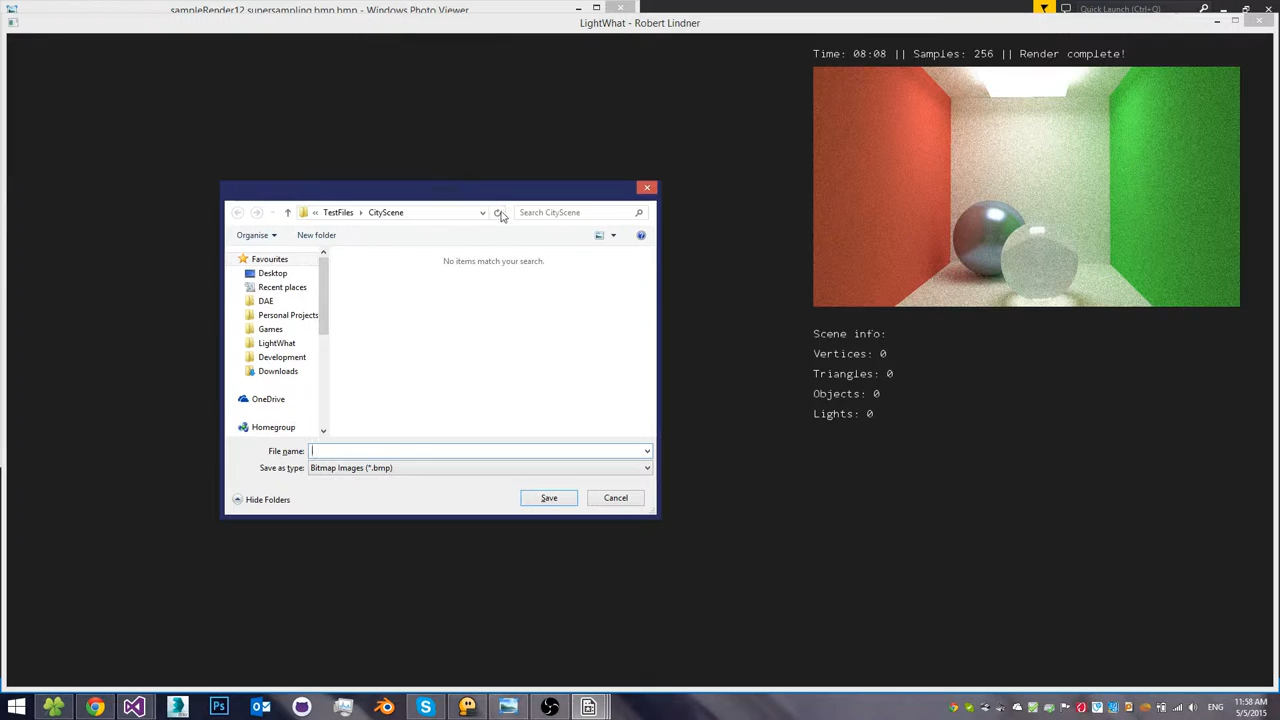 sampleRender12 supersampling bmp.bmp - Windows Photo Viewer
Quick Launch (Ctrl+Q)
LightWhat - Robert Lindner
Time: 08:08 || Samples: 256 || Render complete!
TestFiles
CityScene
Search CityScene
Organise
New folder
Favourites
Desktop
Recent places
DAE
Personal Projects
Games
LightWhat
Development
Downloads
OneDrive
Homegroup
No items match your search.
File name:
Save as type:
Bitmap Images (*.bmp)
Hide Folders
Save
Cancel
Scene info:
Vertices: 0
Triangles: 0
Objects: 0
Lights: 0
ENG
11:58 AM
5/5/2015